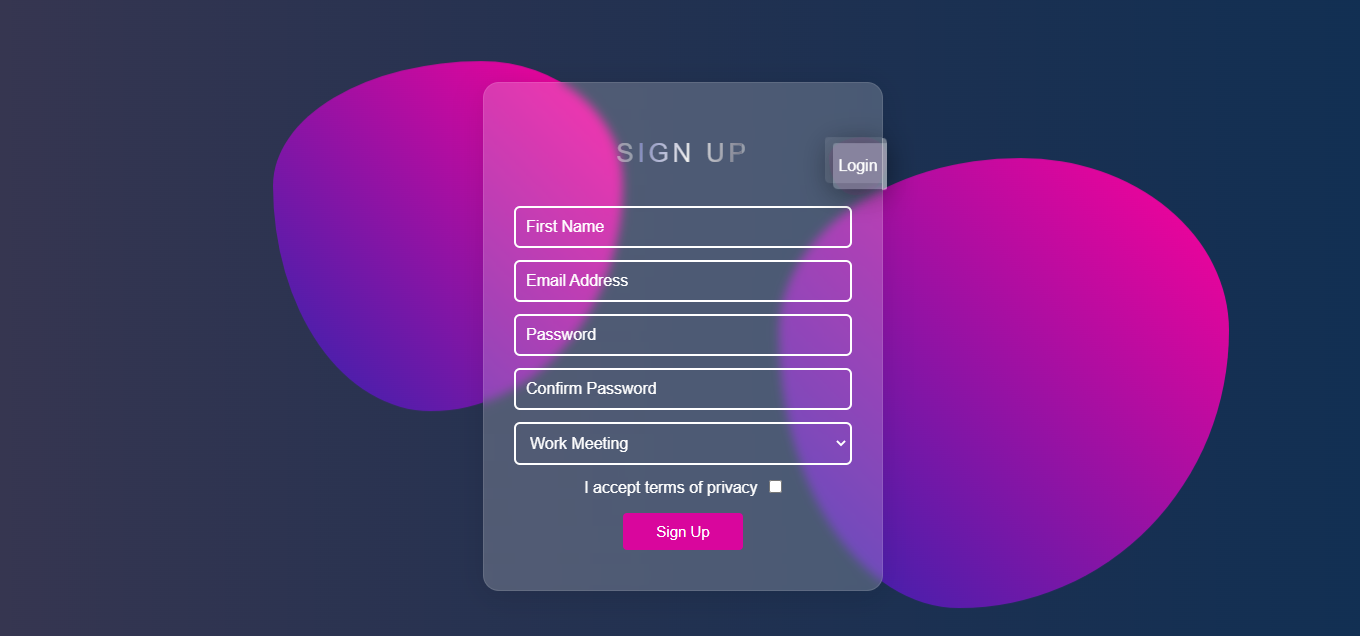 SIGN UP
Login
First Name
Email Address
Password
Confirm Password
Work Meeting
I accept terms of privacy
Sign Up